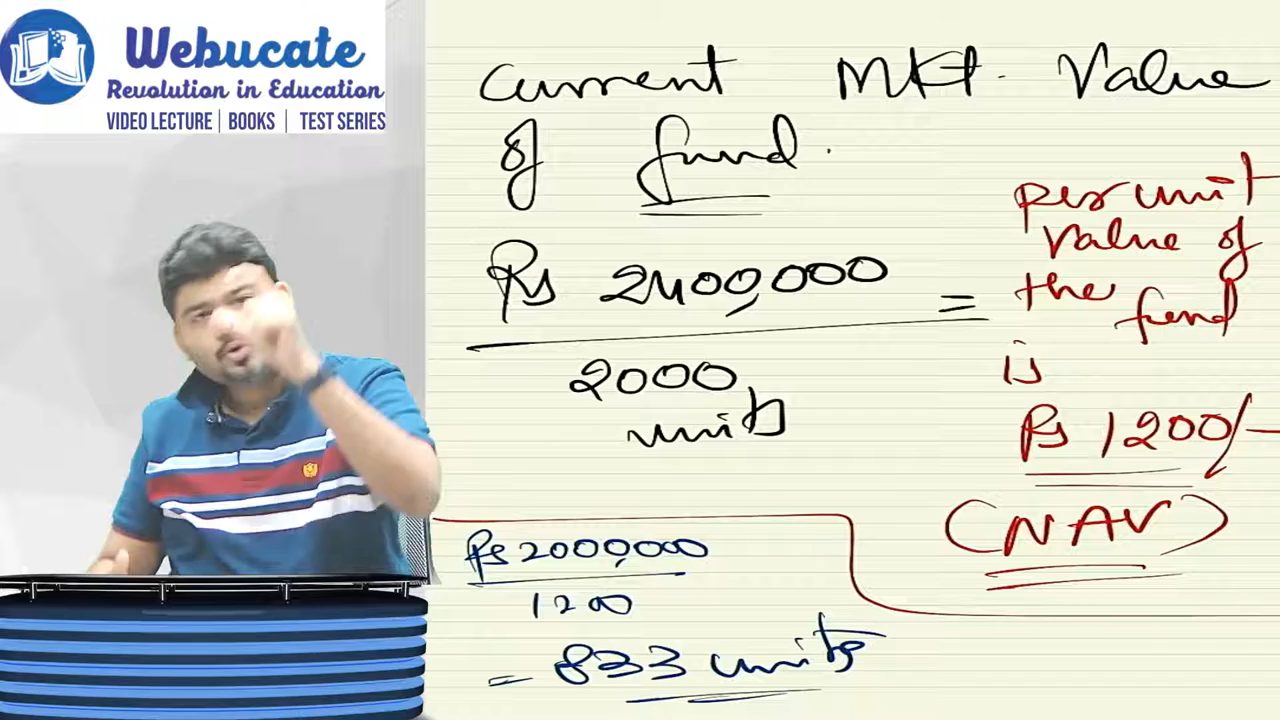 Webucate
Revolution in Education
VIDEO LECTURE | BOOKS | TEST SERIES
Current MKt. Value
of fund.
Rs 2400,000 =
2000
units
per unit
value of
the fund
is
Rs 1200/-
(NAV)
Rs 2000,000
1200
= 833 units